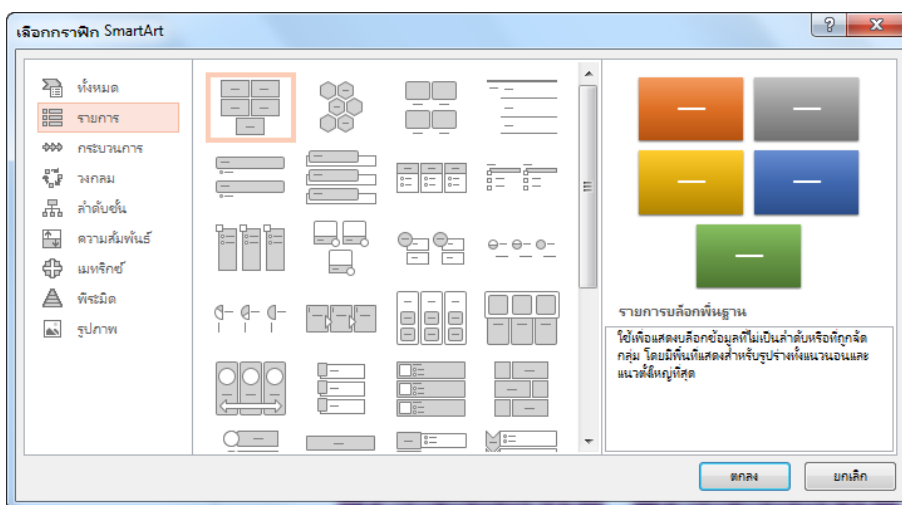 เลือกกราฟิก SmartArt
ทั้งหมด
รายการ
กระบวนการ
วงกลม
ลำดับชั้น
ความสัมพันธ์
เมทริกซ์
พีระมิด
รูปภาพ
รายการบล็อกพื้นฐาน
ใช้เพื่อแสดงบล็อกข้อมูลที่ไม่เป็นลำดับหรือที่ถูกจัด
กลุ่ม โดยมีพื้นที่แสดงสำหรับรูปร่างทั้งแนวนอนและ
แนวตั้งใหญ่ที่สุด
ตกลง
ยกเลิก